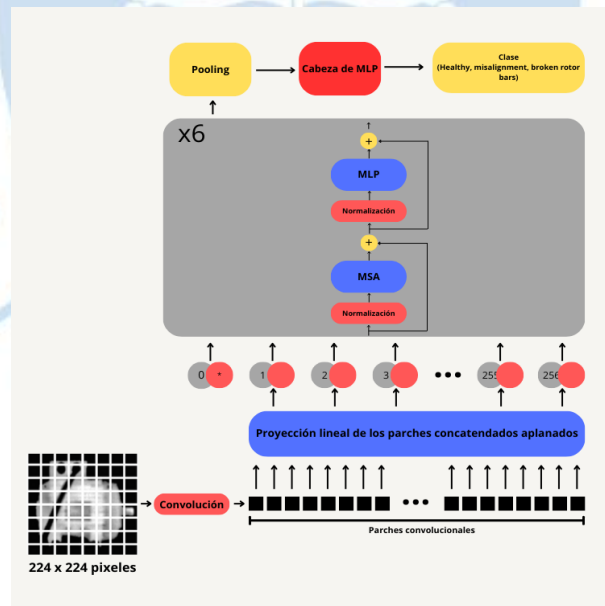 Pooling
Cabeza de MLP
Clase
(Healthy, misalignment, broken rotor
bars)
x6
+
MLP
Normalización
+
MSA
Normalización
0 *
1
2
3
255
256
Proyección lineal de los parches concatendados aplanados
Convolución
Parches convolucionales
224 x 224 pixeles